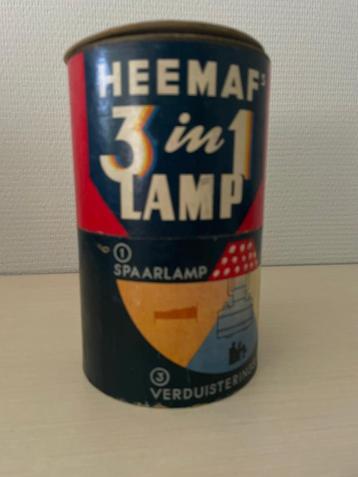 HEEMAF'S
3 in 1
LAMP
① SPAARLAMP
③
VERDUISTERING